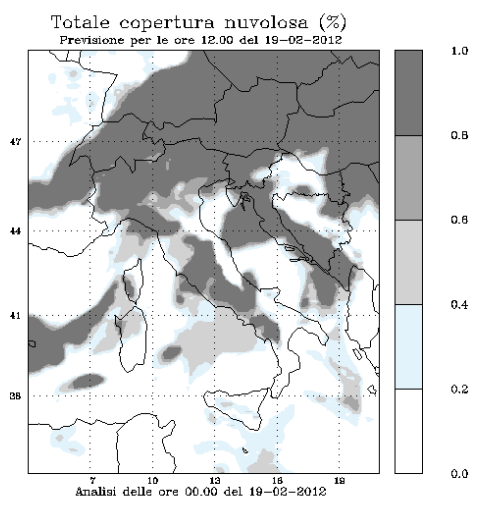 Totale copertura nuvolosa (%)
Previsione per le ore 12.00 del 19-02-2012
1.0
0.8
0.6
0.4
0.2
0.0
47
44
41
38
7 10 13 16 19
Analisi delle ore 00.00 del 19-02-2012